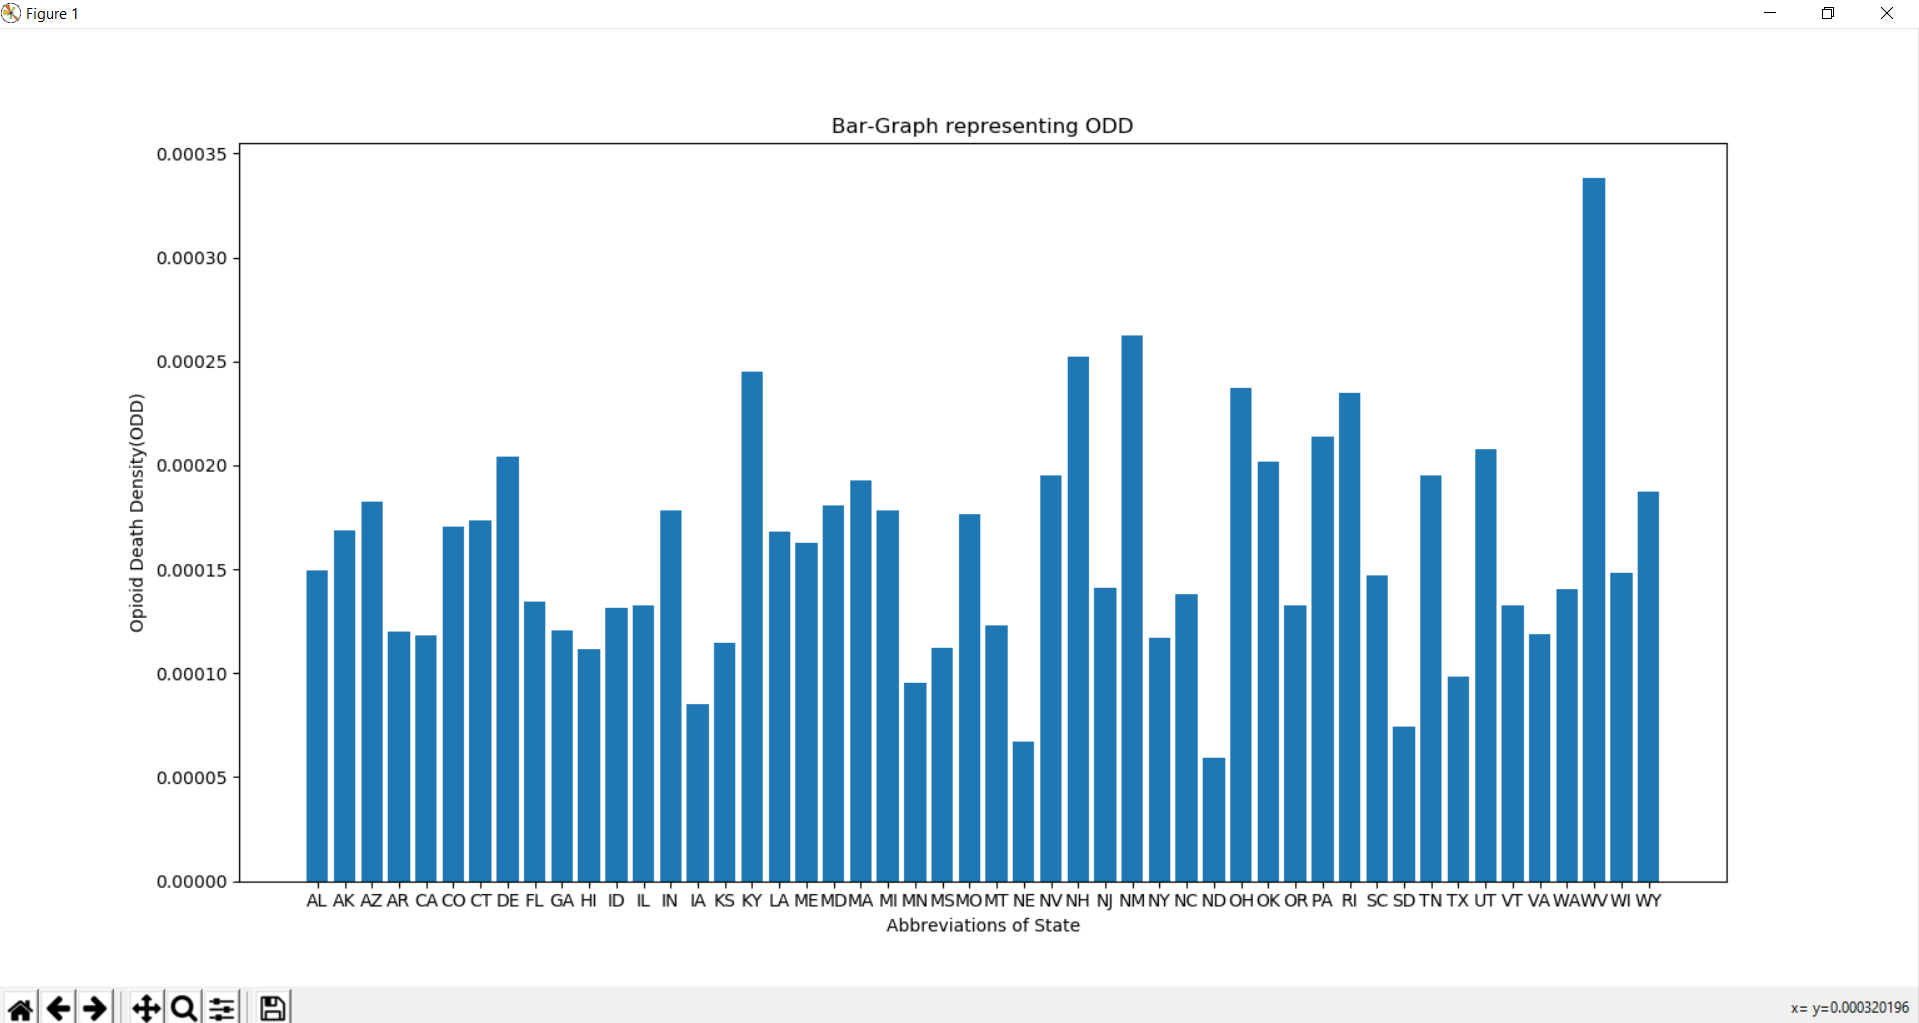 Figure 1
Bar-Graph representing ODD
0.00035
0.00030
0.00025
0.00020
0.00015
0.00010
0.00005
0.00000
Opioid Death Density(ODD)
AL AK AZ AR CA CO CT DE FL GA HI ID IL IN IA KS KY LA ME MD MA MI MN MS MO MT NE NV NH NJ NM NY NC ND OH OK OR PA RI SC SD TN TX UT VT VA WA WV WI WY
Abbreviations of State
x= y=0.000320196